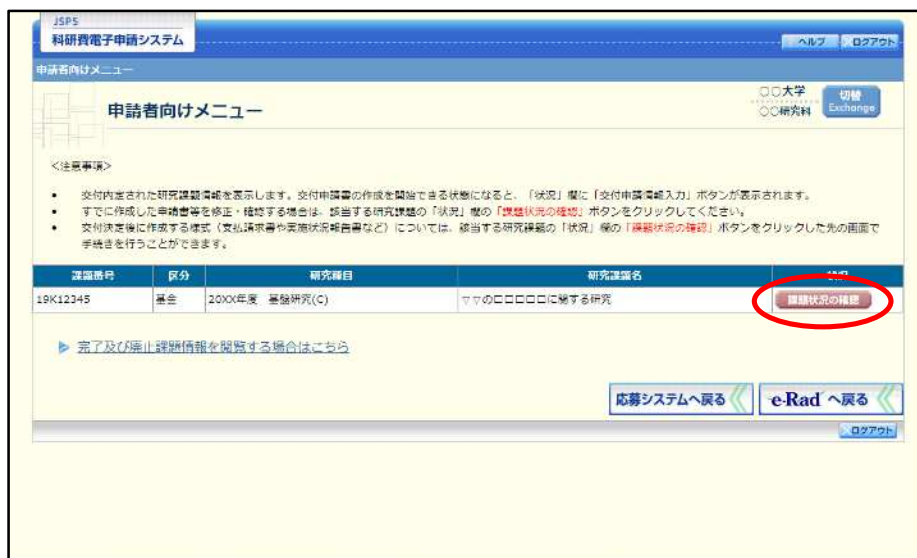 JSPS
科研費電子申請システム
ヘルプ ログアウト
申請者向けメニュー
〇〇大学
〇〇研究科
切替
Exchange
申請者向けメニュー
<注意事項>
• 交付内定された研究課題情報を表示します。交付申請書の作成を開始できる状態になると、「状況」欄に「交付申請情報入力」ボタンが表示されます。
• すでに作成した申請書等を修正・確認する場合は、該当する研究課題の「状況」欄の「課題状況の確認」ボタンをクリックしてください。
• 交付決定後に作成する様式(支払請求書や実施状況報告書など)については、該当する研究課題の「状況」欄の「課題状況の確認」ボタンをクリックした先の画面で
手続きを行うことができます。
課題番号 区分 研究種目 研究課題名 状況
19K12345 基金 20XX年度 基盤研究(C) ▽▽の□□□□□に関する研究 課題状況の確認
完了及び廃止課題情報を閲覧する場合はこちら
応募システムへ戻る e-Rad へ戻る
ログアウト